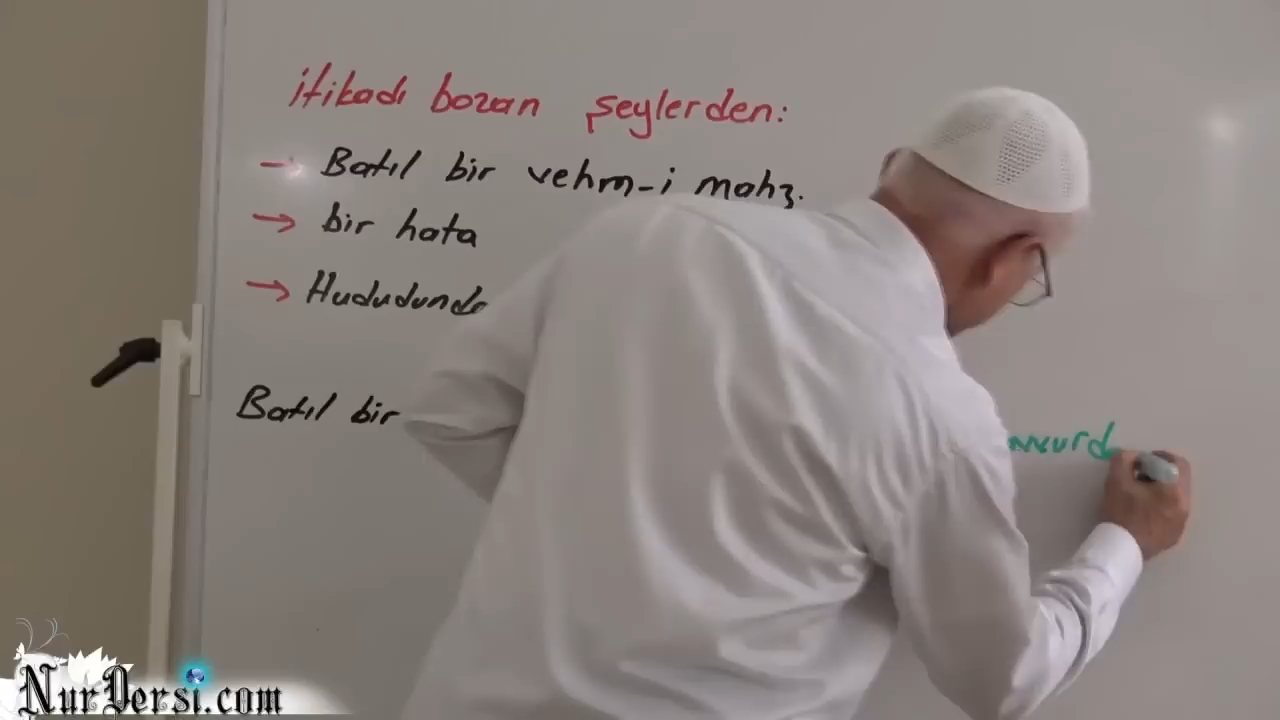 itikadı bozan şeylerden:
→ Batıl bir vehm-i mahz.
→ bir hata
→ Hududunda
Batıl bir
NurDersi.com